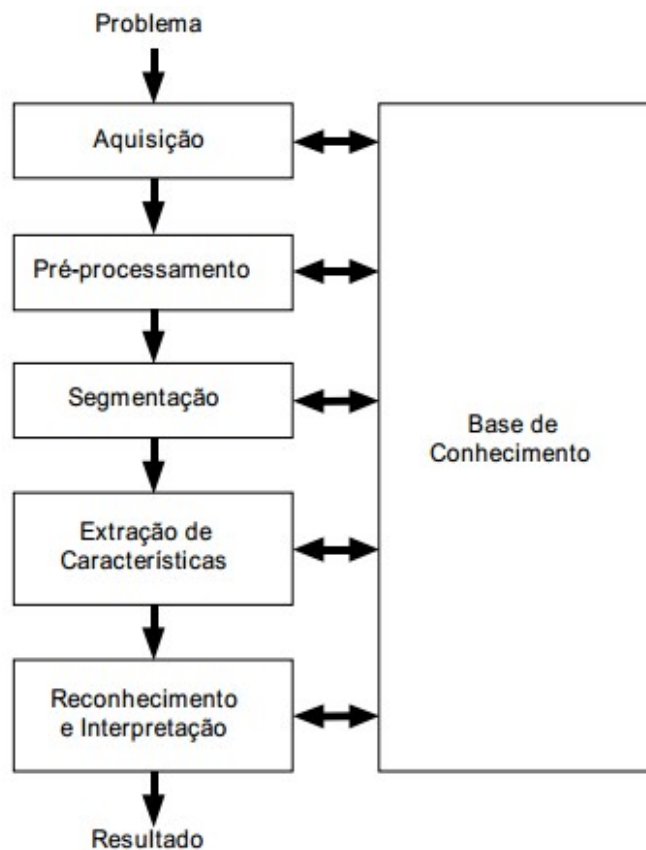 Problema
Aquisição
Pré-processamento
Segmentação
Extração de
Características
Reconhecimento
e Interpretação
Resultado
Base de
Conhecimento